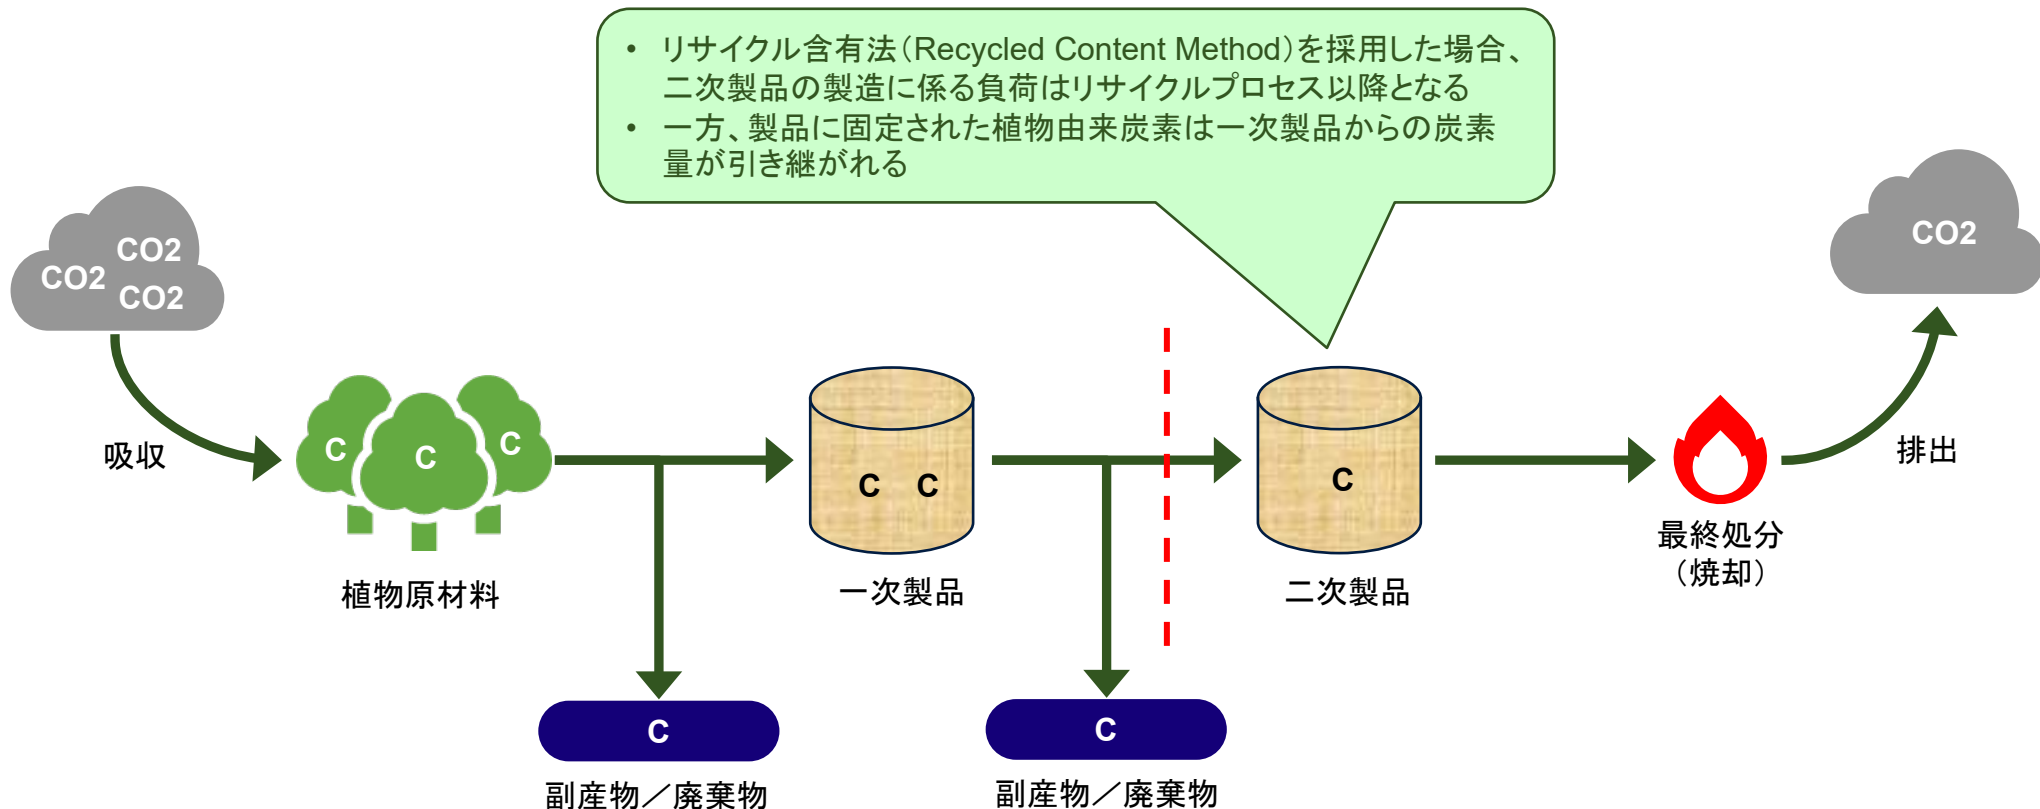 • リサイクル含有法（Recycled Content Method）を採用した場合、
二次製品の製造に係る負荷はリサイクルプロセス以降となる
• 一方、製品に固定された植物由来炭素は一次製品からの炭素
量が引き継がれる
CO2
CO2
CO2
CO2
吸収
排出
C
C
C
C C
C
植物原材料
一次製品
二次製品
最終処分
（焼却）
C
C
副産物／廃棄物
副産物／廃棄物